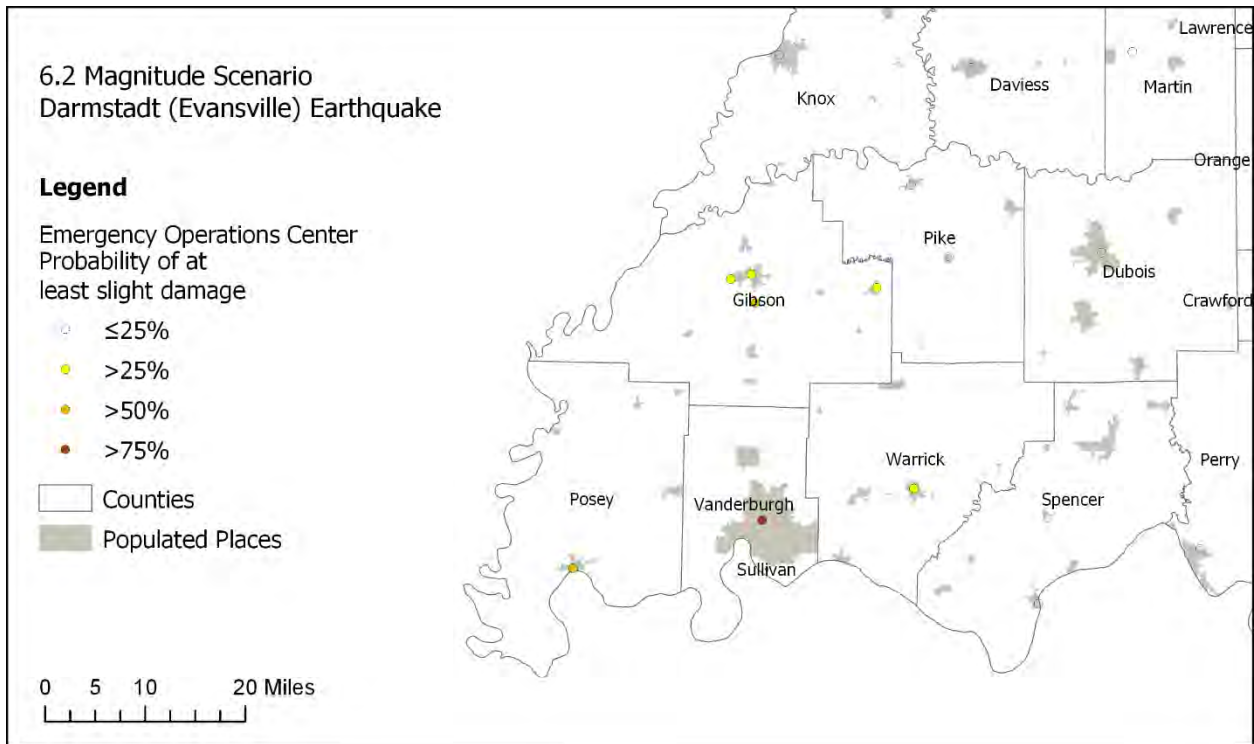 6.2 Magnitude Scenario
Darmstadt (Evansville) Earthquake
Legend
Emergency Operations Center
Probability of at
least slight damage
≤25%
>25%
>50%
>75%
Counties
Populated Places
0 5 10 20 Miles
Lawrence
Knox
Daviess
Martin
Orange
Pike
Dubois
Gibson
Crawford
Warrick
Perry
Posey
Vanderburgh
Spencer
Sullivan